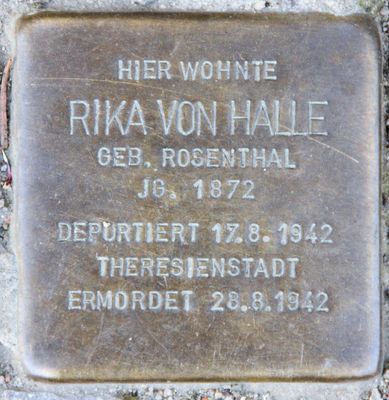 HIER WOHNTE
RIKA VON HALLE
GEB. ROSENTHAL
JG. 1872
DEPORTIERT 17.8.1942
THERESIENSTADT
ERMORDET 28.8.1942